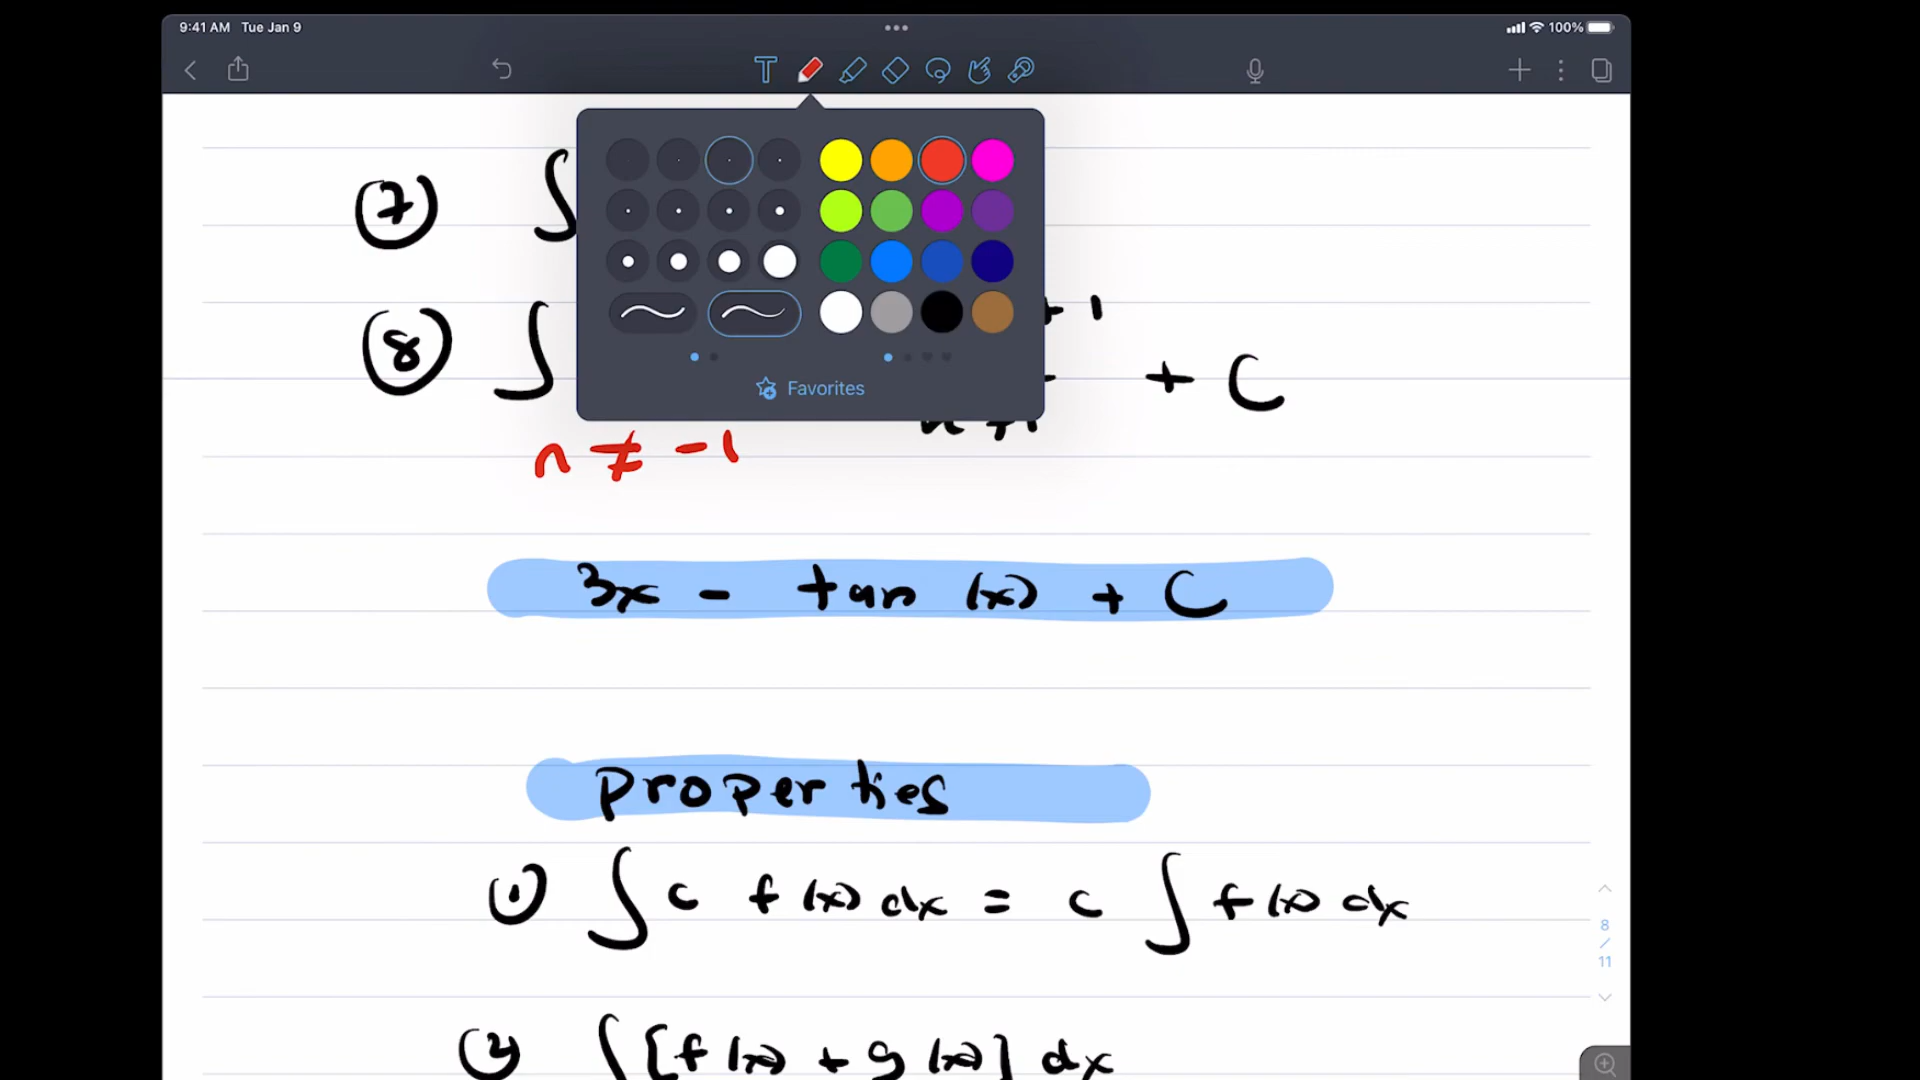 9:41 AM Tue Jan 9 100%
T
⑦ ∫
⑧ ∫ +1 + C
n ≠ -1
Favorites
3x - tan (x) + C
Properties
① ∫ c f(x) dx = c ∫ f(x) dx
8
/
11
② ∫ [f(x) + g(x)] dx